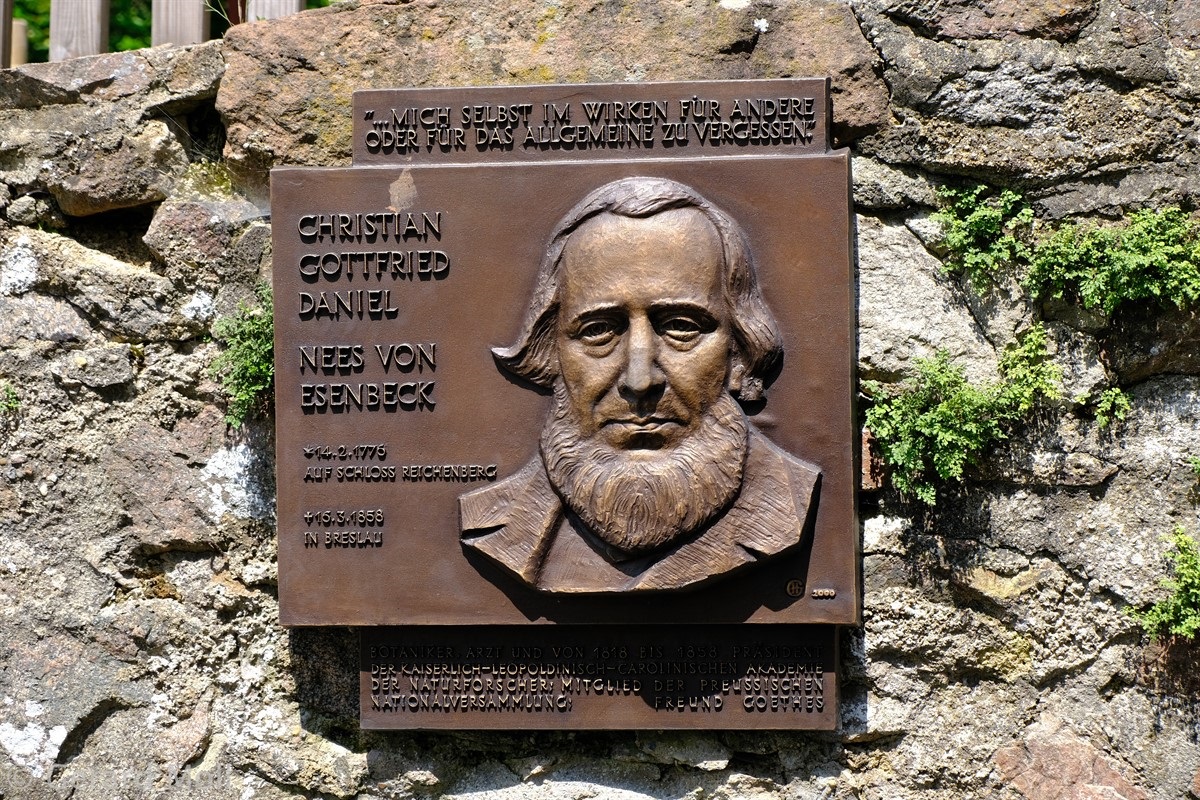 "...MICH SELBST IM WIRKEN FÜR ANDERE
ODER FÜR DAS ALLGEMEINE ZU VERGESSEN."
CHRISTIAN
GOTTFRIED
DANIEL
NEES VON
ESENBECK
*14.2.1776
AUF SCHLOSS REICHENBERG
+16.3.1858
IN BRESLAU
2000
BOTANIKER, ARZT UND VON 1818 BIS 1858 PRÄSIDENT
DER KAISERLICH-LEOPOLDINISCH-CAROLINISCHEN AKADEMIE
DER NATURFORSCHER; MITGLIED DER PREUSSISCHEN
NATIONALVERSAMMLUNG; FREUND GOETHES